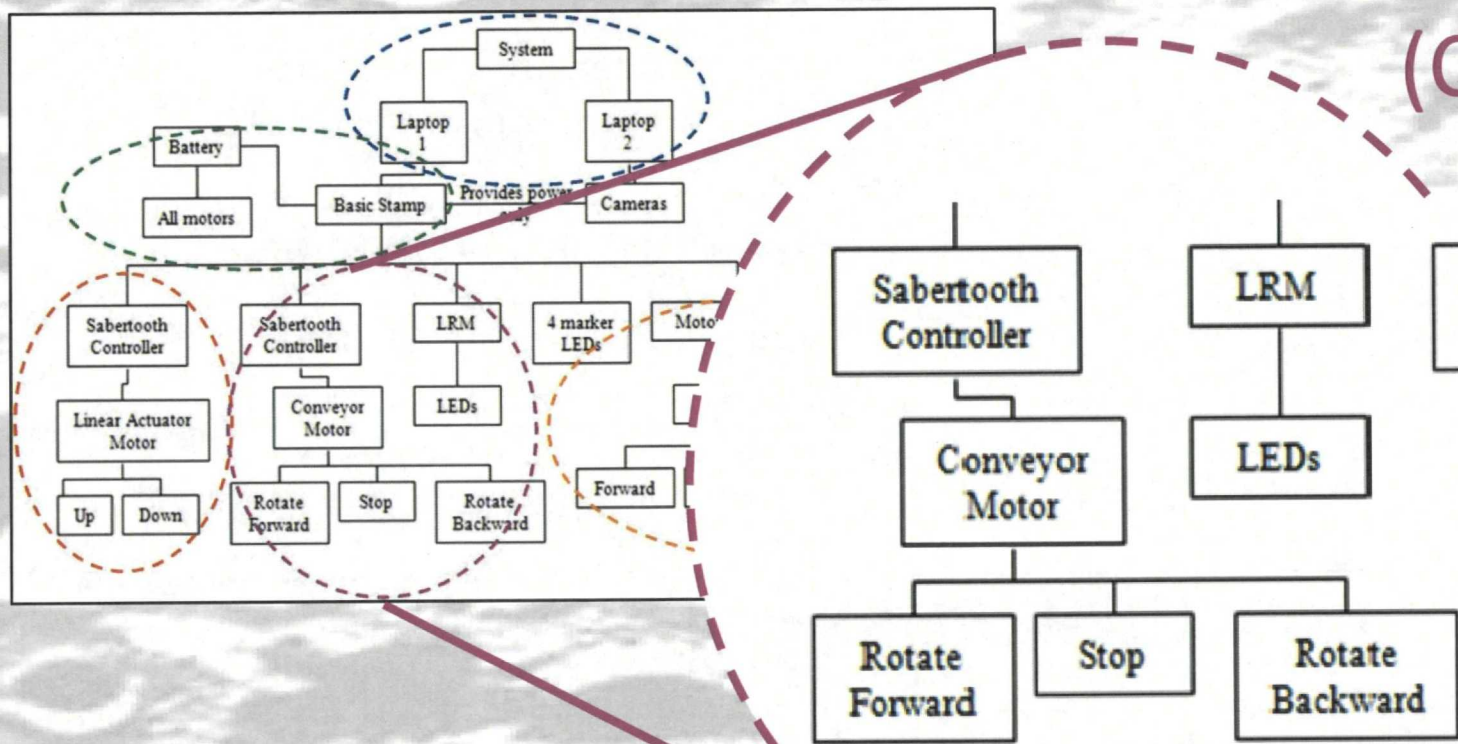 (
System
Laptop
1
Laptop
2
Battery
All motors
Basic Stamp
Provides power
only
Cameras
Sabertooth
Controller
Sabertooth
Controller
LRM
4 marker
LEDs
Linear Actuator
Motor
Conveyor
Motor
LEDs
Up
Down
Rotate
Forward
Stop
Rotate
Backward
Forward
Sabertooth
Controller
LRM
Conveyor
Motor
LEDs
Rotate
Forward
Stop
Rotate
Backward